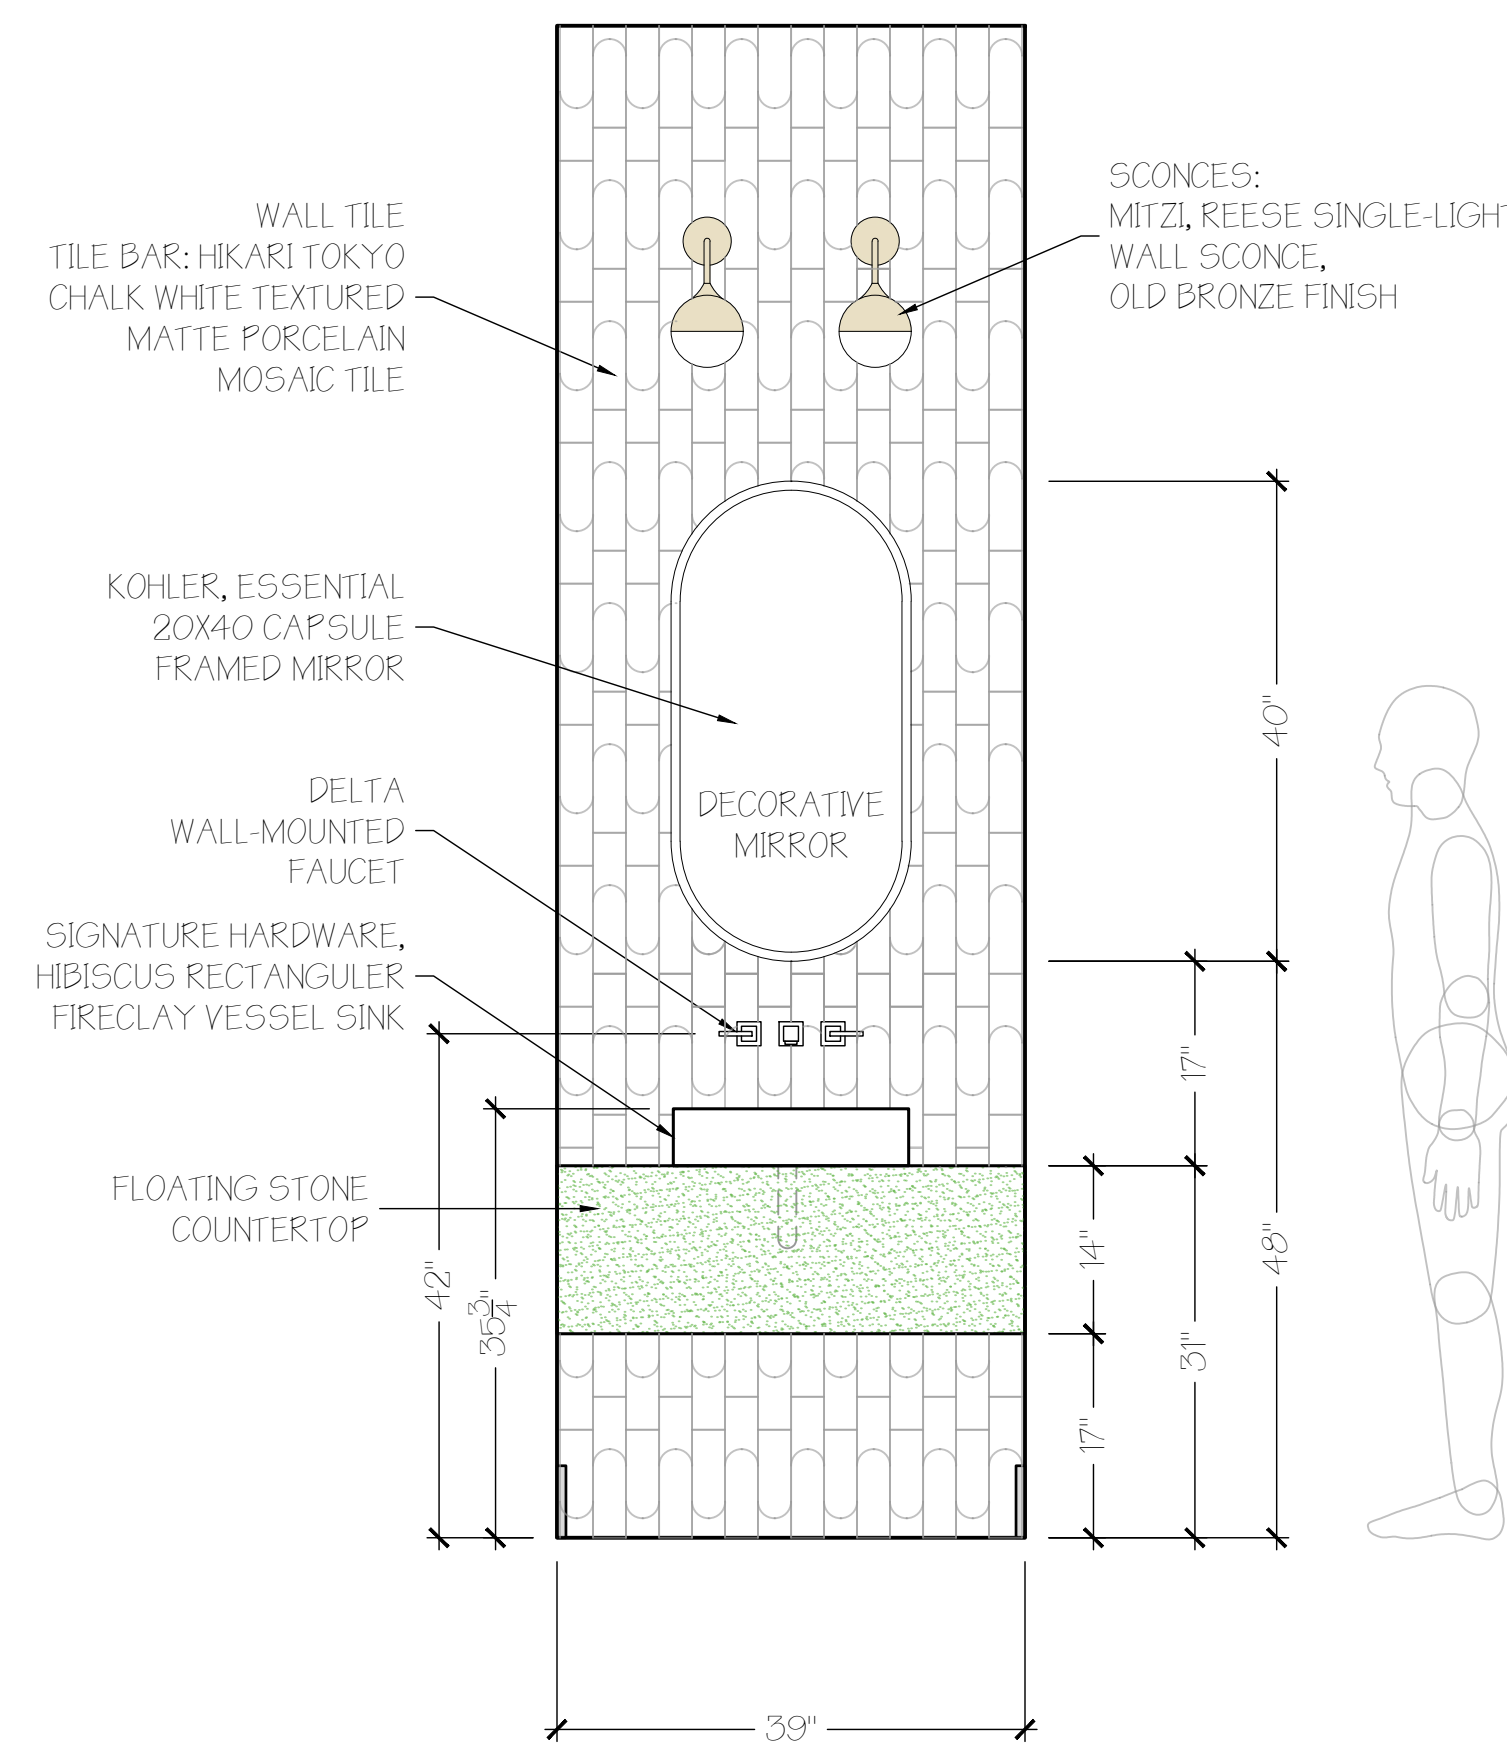 WALL TILE
TILE BAR: HIKARI TOKYO
CHALK WHITE TEXTURED
MATTE PORCELAIN
MOSAIC TILE
SCONCES:
MITZI, REESE SINGLE-LIGHT
WALL SCONCE,
OLD BRONZE FINISH
KOHLER, ESSENTIAL
20X40 CAPSULE
FRAMED MIRROR
DECORATIVE
MIRROR
DELTA
WALL-MOUNTED
FAUCET
SIGNATURE HARDWARE,
HIBISCUS RECTANGULER
FIRECLAY VESSEL SINK
FLOATING STONE
COUNTERTOP
42"
35 3/4"
40"
17"
14"
48"
31"
17"
39"